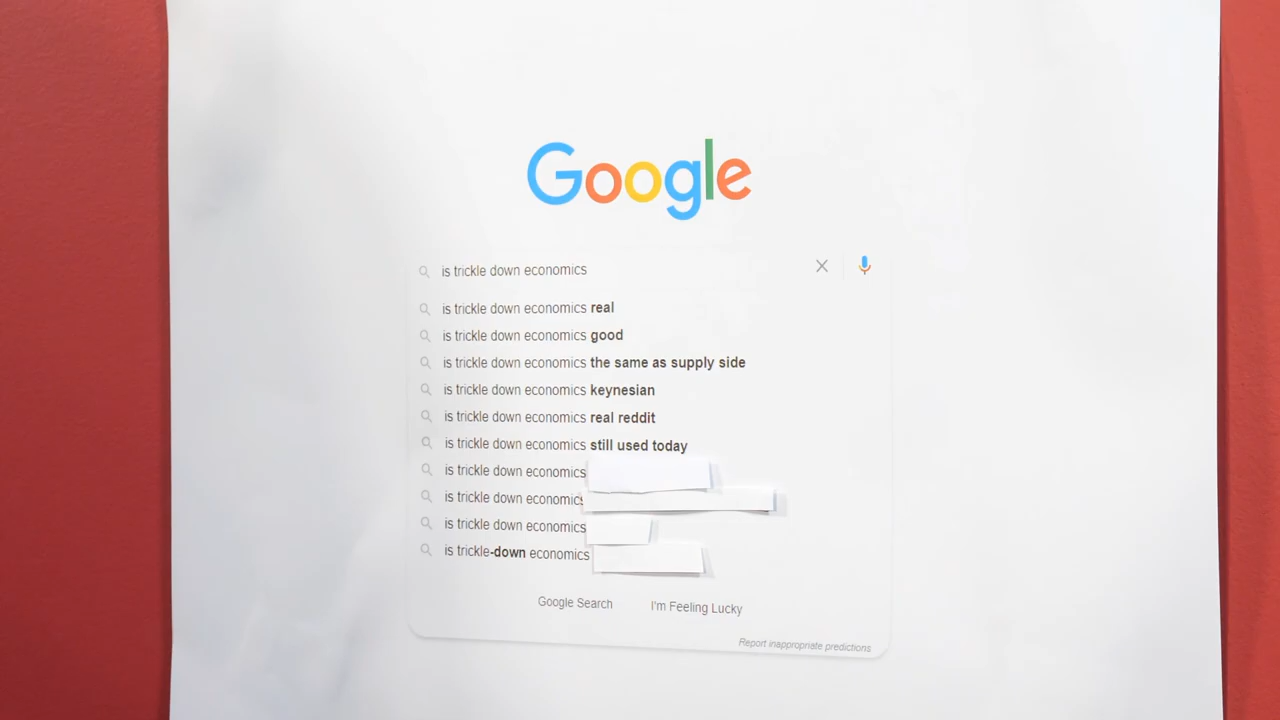 Google
is trickle down economics
is trickle down economics real
is trickle down economics good
is trickle down economics the same as supply side
is trickle down economics keynesian
is trickle down economics real reddit
is trickle down economics still used today
is trickle down economics
is trickle down economics
is trickle down economics
is trickle-down economics
Google Search I'm Feeling Lucky
Report inappropriate predictions